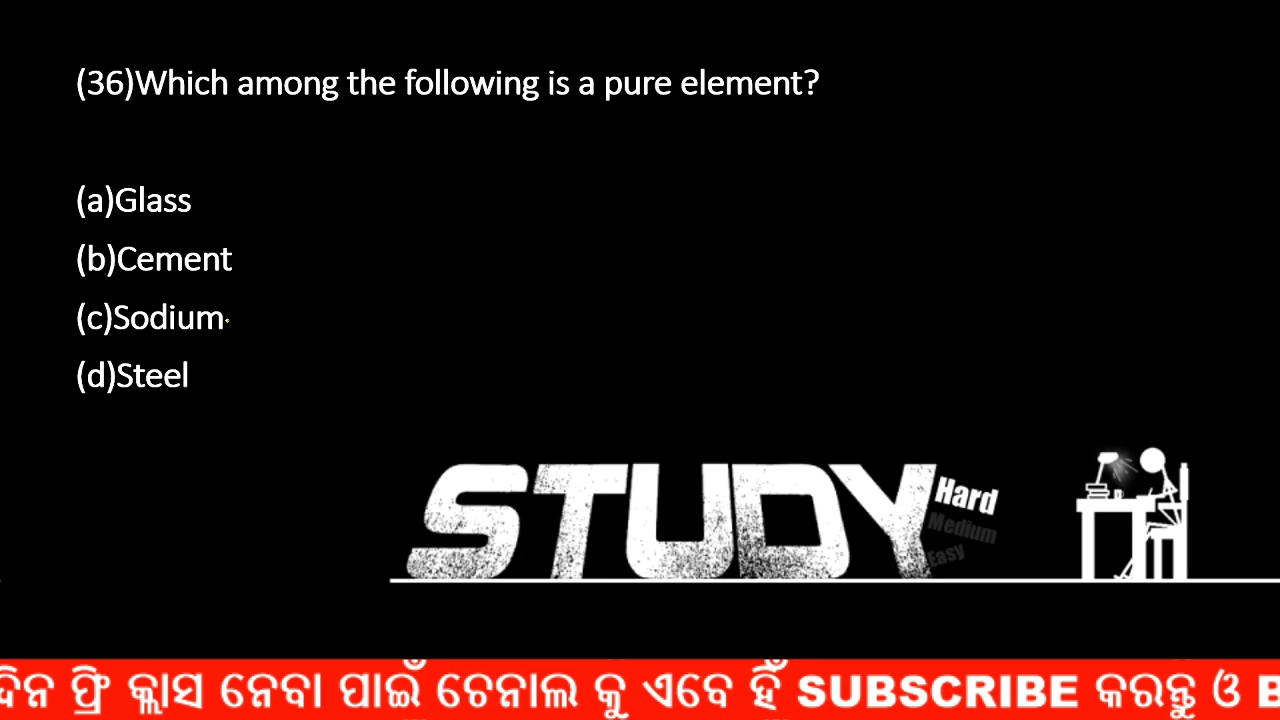 (36)Which among the following is a pure element?
(a)Glass
(b)Cement
(c)Sodium
(d)Steel
STUDY Hard
Medium
Easy
ଦିନ ଫ୍ରି କ୍ଲାସ ନେବା ପାଇଁ ଚେନାଲ କୁ ଏବେ ହିଁ SUBSCRIBE କରନ୍ତୁ ଓ B